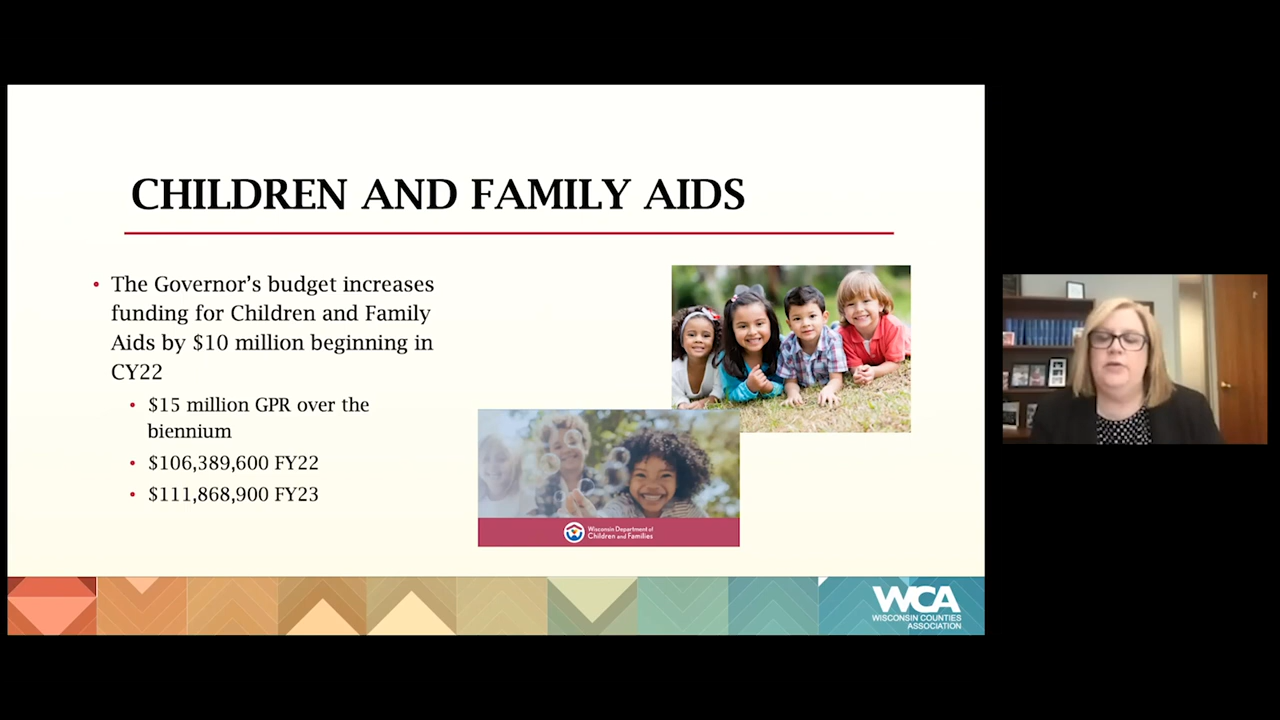 CHILDREN AND FAMILY AIDS
• The Governor's budget increases
funding for Children and Family
Aids by $10 million beginning in
CY22
• $15 million GPR over the
biennium
• $106,389,600 FY22
• $111,868,900 FY23
Wisconsin Department of
Children and Families
WCA
WISCONSIN COUNTIES
ASSOCIATION